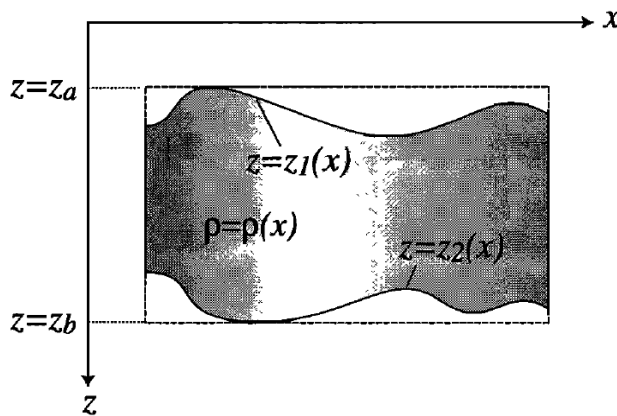 x
z=z_a
z=z_1(x)
ρ=ρ(x)
z=z_2(x)
z=z_b
z